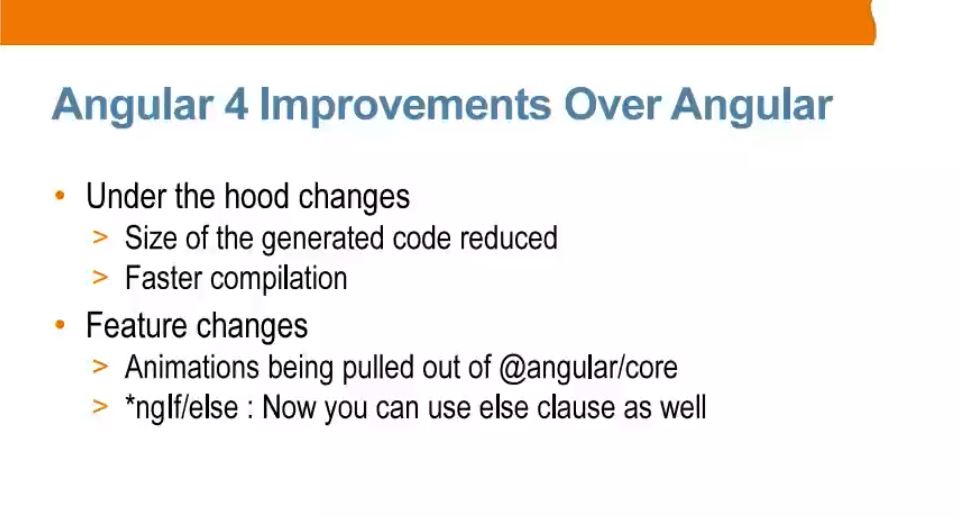 Angular 4 Improvements Over Angular
• Under the hood changes
> Size of the generated code reduced
> Faster compilation
• Feature changes
> Animations being pulled out of @angular/core
> *ngIf/else : Now you can use else clause as well